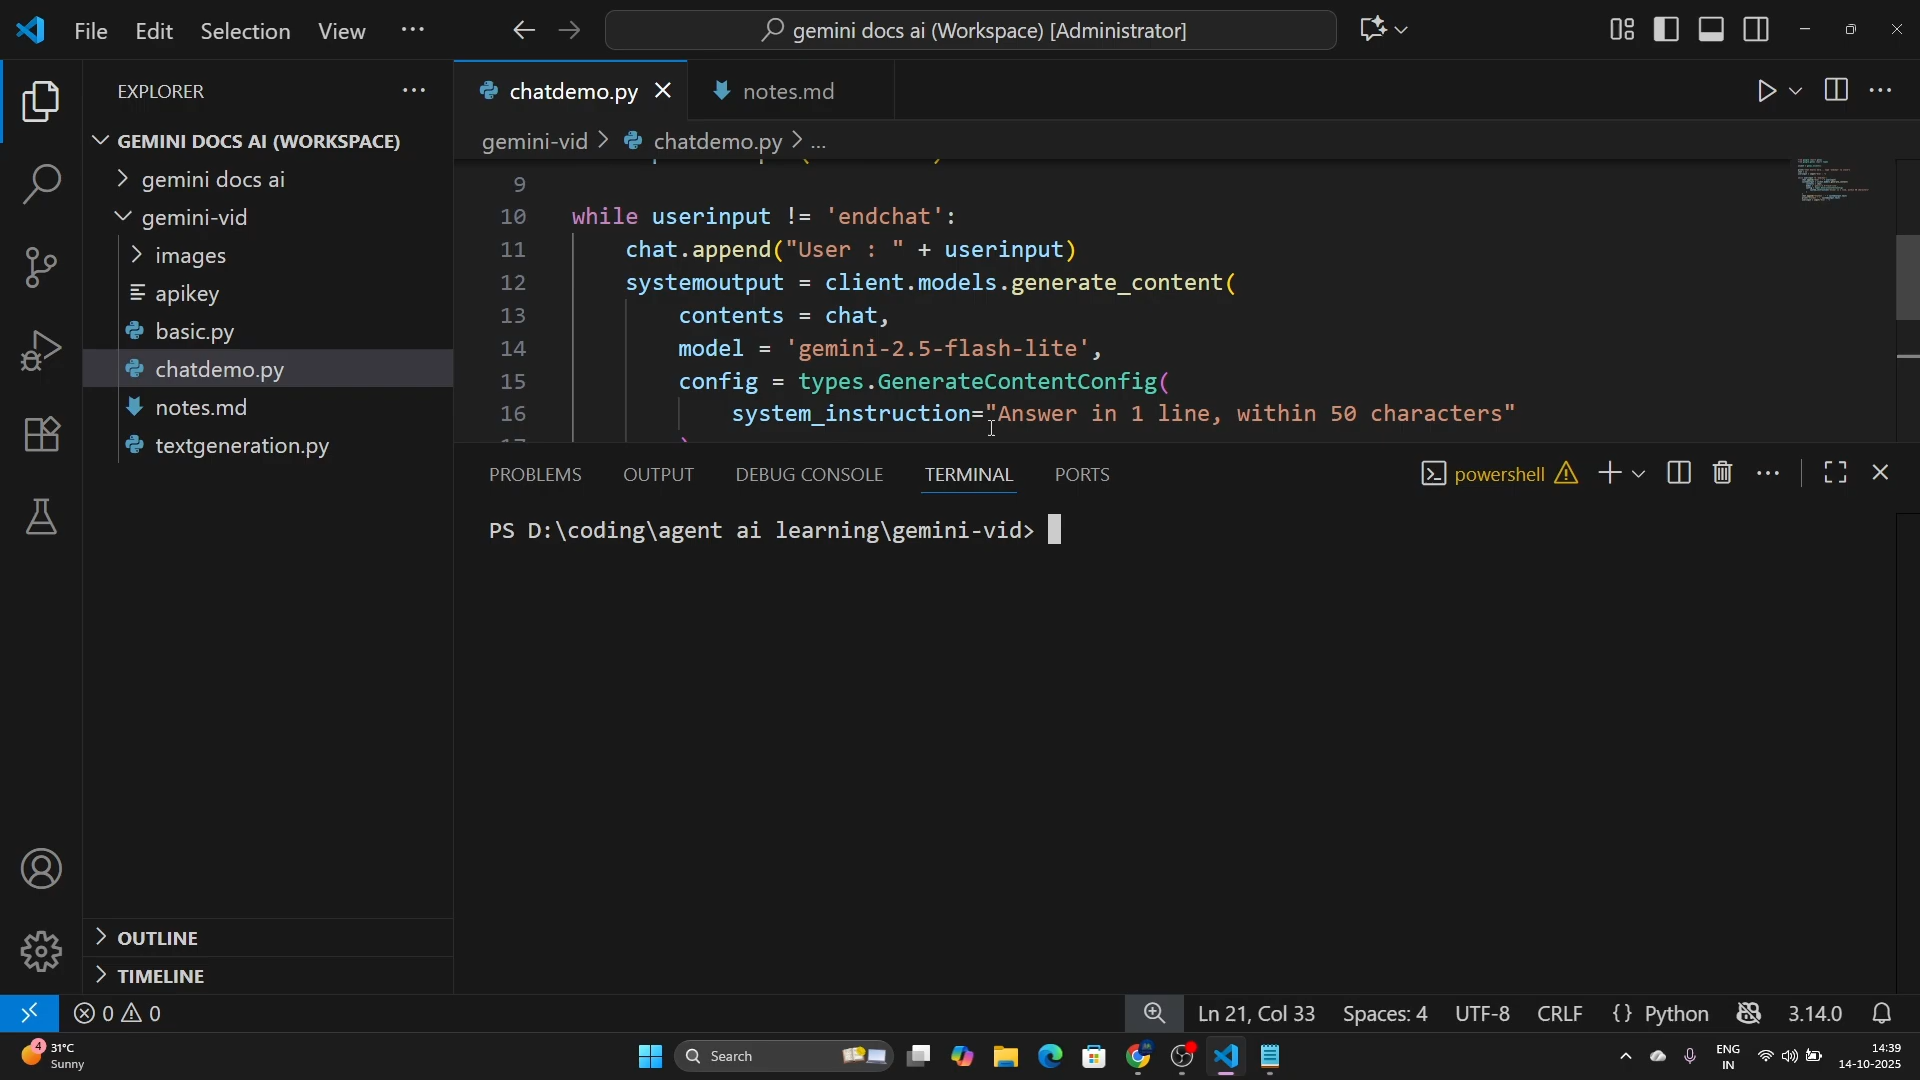 File Edit Selection View ··· gemini docs ai (Workspace) [Administrator]
EXPLORER
GEMINI DOCS AI (WORKSPACE)
gemini docs ai
gemini-vid
images
apikey
basic.py
chatdemo.py
notes.md
textgeneration.py
OUTLINE
TIMELINE
chatdemo.py notes.md
gemini-vid > chatdemo.py > ...
9
10 while userinput != 'endchat':
11 chat.append("User : " + userinput)
12 systemoutput = client.models.generate_content(
13 contents = chat,
14 model = 'gemini-2.5-flash-lite',
15 config = types.GenerateContentConfig(
16 system_instruction="Answer in 1 line, within 50 characters"
PROBLEMS OUTPUT DEBUG CONSOLE TERMINAL PORTS powershell
PS D:\coding\agent ai learning\gemini-vid>
0 0 Ln 21, Col 33 Spaces: 4 UTF-8 CRLF {} Python 3.14.0
4 31°C
Sunny
Search
ENG
IN
14:39
14-10-2025